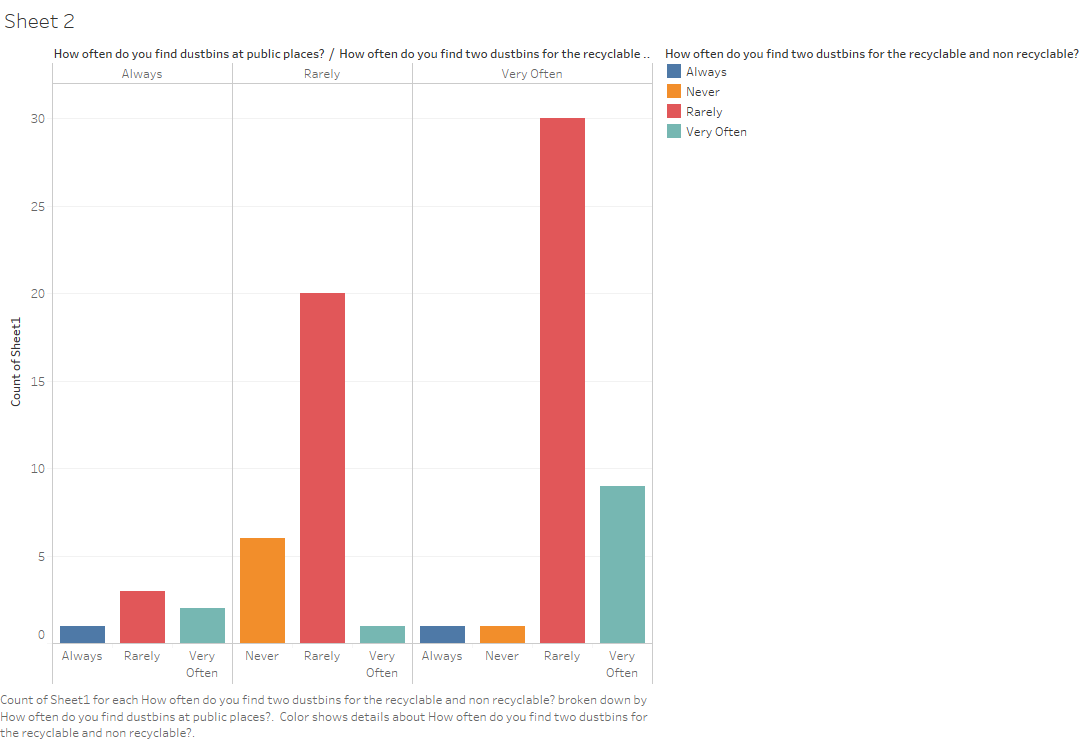 Sheet 2
How often do you find dustbins at public places? / How often do you find two dustbins for the recyclable..
How often do you find two dustbins for the recyclable and non recyclable?
Always
Never
Rarely
Very Often
Always Rarely Very Often
30
25
20
15
10
5
0
Count of Sheet1
Always Rarely Very Often Never Rarely Very Often Always Never Rarely Very Often
Count of Sheet1 for each How often do you find two dustbins for the recyclable and non recyclable? broken down by
How often do you find dustbins at public places?. Color shows details about How often do you find two dustbins for
the recyclable and non recyclable?.